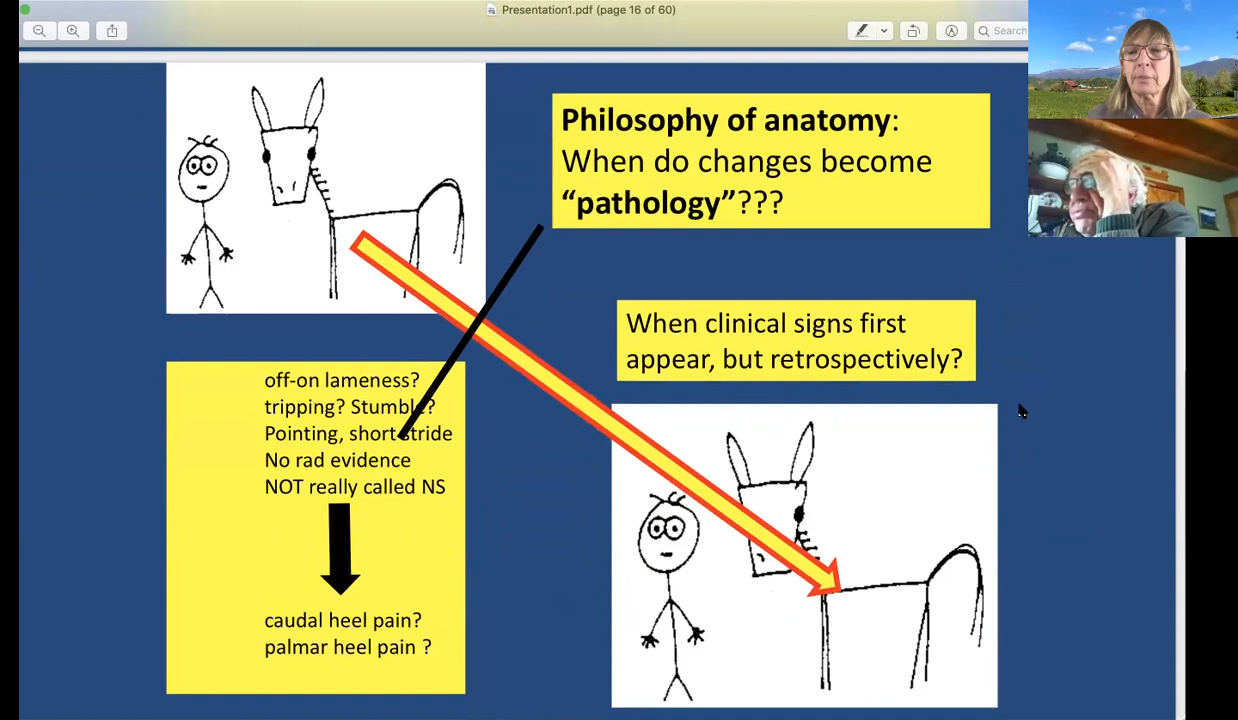 Presentation1.pdf (page 16 of 60)
Search
Philosophy of anatomy:
When do changes become
“pathology”???
When clinical signs first
appear, but retrospectively?
off-on lameness?
tripping? Stumble?
Pointing, short stride
No rad evidence
NOT really called NS
caudal heel pain?
palmar heel pain ?